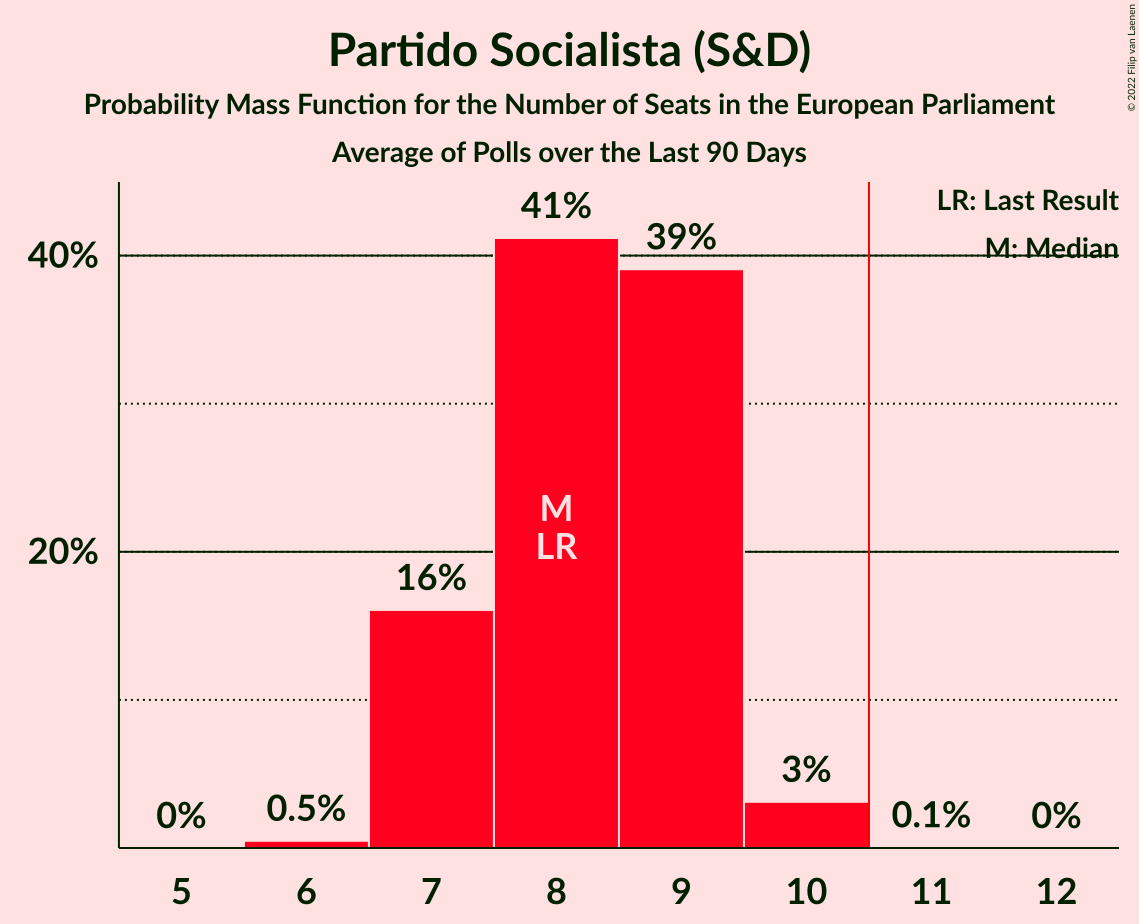 Partido Socialista (S&D)
Probability Mass Function for the Number of Seats in the European Parliament
Average of Polls over the Last 90 Days
© 2022 Filip van Laenen
LR: Last Result
M: Median
40%
20%
0%
0.5%
16%
41%
39%
3%
0.1%
0%
M
LR
5 6 7 8 9 10 11 12